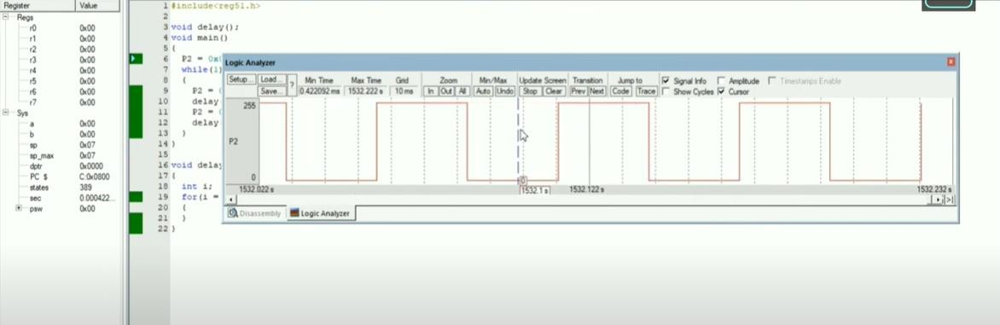 Register Value
Regs
r0 0x00
r1 0x00
r2 0x00
r3 0x00
r4 0x00
r5 0x00
r6 0x00
r7 0x00
Sys
a 0x00
b 0x00
sp 0x07
sp_max 0x07
dptr 0x0000
PC $ C:0x0800
states 389
sec 0.000422...
psw 0x00
1 #include<reg51.h>
2
3 void delay();
4 void main()
5 {
6 P2 = 0x
7 while(1)
8 {
9 P2 =
10 delay
11 P2 = 0
12 delay
13 }
14 }
15
16 void delay
17 {
18 int i;
19 for(i =
20 {
21 }
22 }
Logic Analyzer
Setup... Load... Min Time Max Time Grid Zoom Min/Max Update Screen Transition Jump to Signal Info Amplitude Timestamps Enable
Save... ? 0.422092 ms 1532.222 s 10 ms In Out All Auto Undo Stop Clear Prev Next Code Trace Show Cycles Cursor
255
P2
0 0
1532.022 s 1532.1 s 1532.122 s 1532.232 s
Disassembly Logic Analyzer